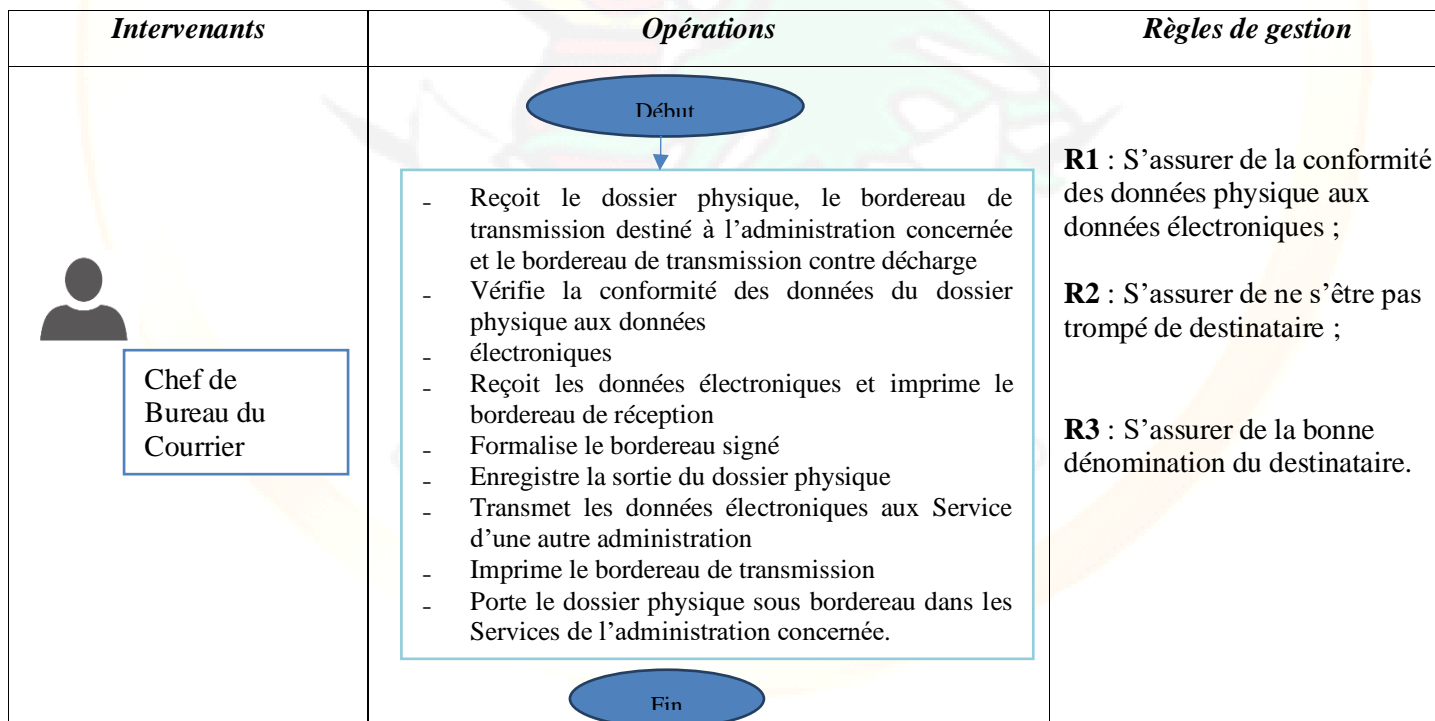 Intervenants
Opérations
Règles de gestion
Début
Chef de
Bureau du
Courrier
- Reçoit le dossier physique, le bordereau de
transmission destiné à l’administration concernée
et le bordereau de transmission contre décharge
- Vérifie la conformité des données du dossier
physique aux données
- électroniques
- Reçoit les données électroniques et imprime le
bordereau de réception
- Formalise le bordereau signé
- Enregistre la sortie du dossier physique
- Transmet les données électroniques aux Service
d’une autre administration
- Imprime le bordereau de transmission
- Porte le dossier physique sous bordereau dans les
Services de l’administration concernée.
Fin
R1 : S’assurer de la conformité
des données physique aux
données électroniques ;
R2 : S’assurer de ne s’être pas
trompé de destinataire ;
R3 : S’assurer de la bonne
dénomination du destinataire.